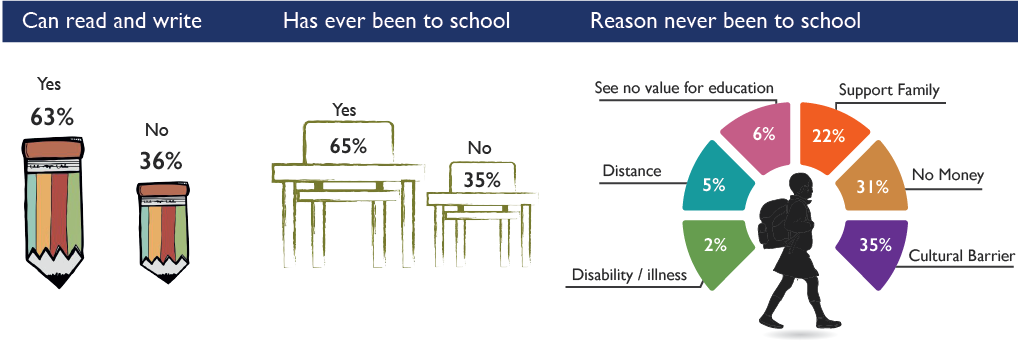 Can read and write
Has ever been to school
Reason never been to school
Yes
63%
No
36%
Yes
65%
No
35%
See no value for education
6%
Support Family
22%
Distance
5%
No Money
31%
Disability / illness
2%
Cultural Barrier
35%